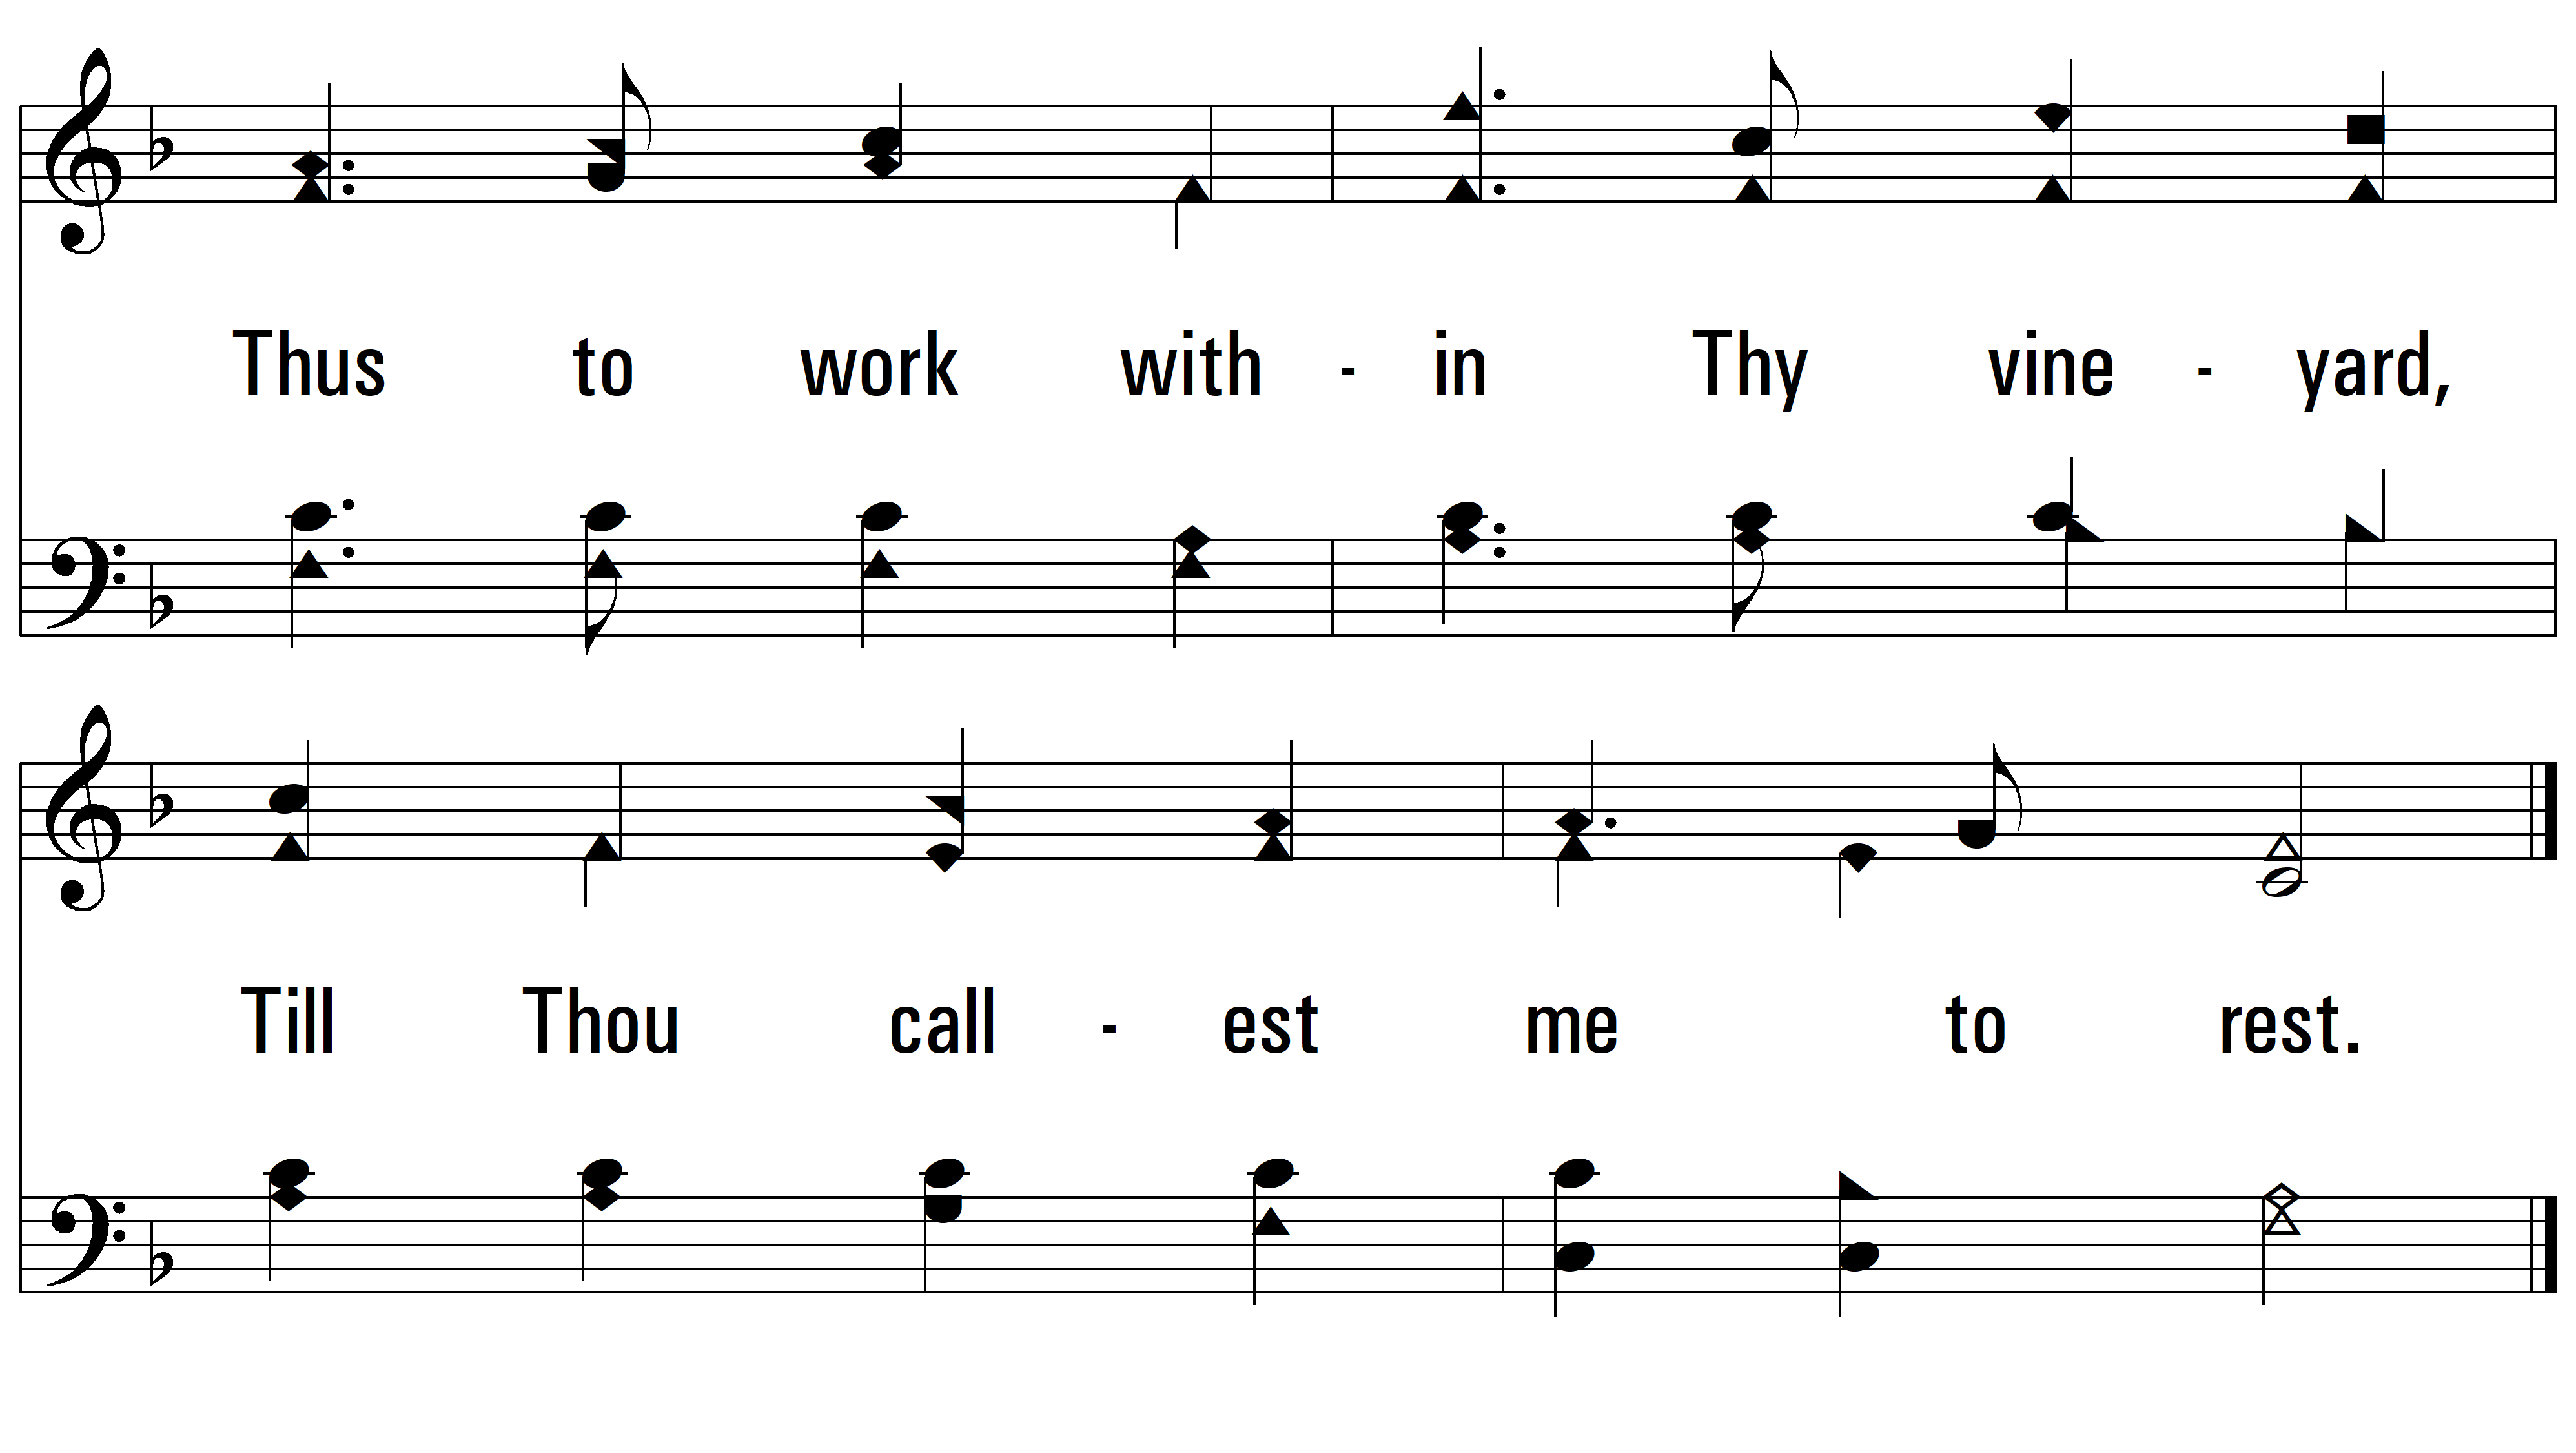 Thus to work with - in Thy vine - yard,
Till Thou call - est me to rest.